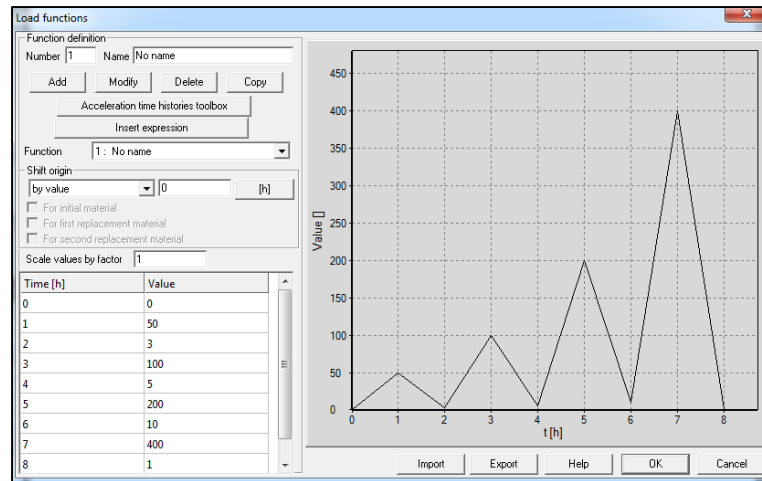 Load functions
Function definition
Number 1 Name No name
Add Modify Delete Copy
Acceleration time histories toolbox
Insert expression
Function 1 : No name
Shift origin
by value 0 [h]
For initial material
For first replacement material
For second replacement material
Scale values by factor 1
Time [h] Value
0 0
1 50
2 3
3 100
4 5
5 200
6 10
7 400
8 1
Value []
450
400
350
300
250
200
150
100
50
0
0 1 2 3 4 5 6 7 8
t [h]
Import Export Help OK Cancel